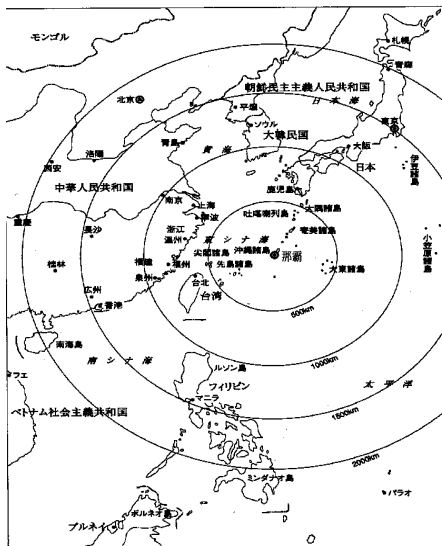 モンゴル
札幌
青森
朝鮮民主主義人民共和国
北京
日本海
平壌
ソウル
大韓民国
東京
青島
黄海
大阪
日本
洛陽
西安
鹿児島
伊豆諸島
中華人民共和国
南京
上海
寧波
吐噶喇列島
大隅諸島
奄美諸島
重慶
長沙
浙江
温州
東シナ海
小笠原諸島
尖閣諸島
沖縄諸島
那覇
桂林
福建
福州
先島諸島
大東諸島
泉州
台北
広州
台湾
香港
500km
海南島
南シナ海
ルソン島
1000km
フエ
フィリピン
太平洋
マニラ
1500km
ベトナム社会主義共和国
2000km
ミンダナオ島
パラオ
ボルネオ島
ブルネイ